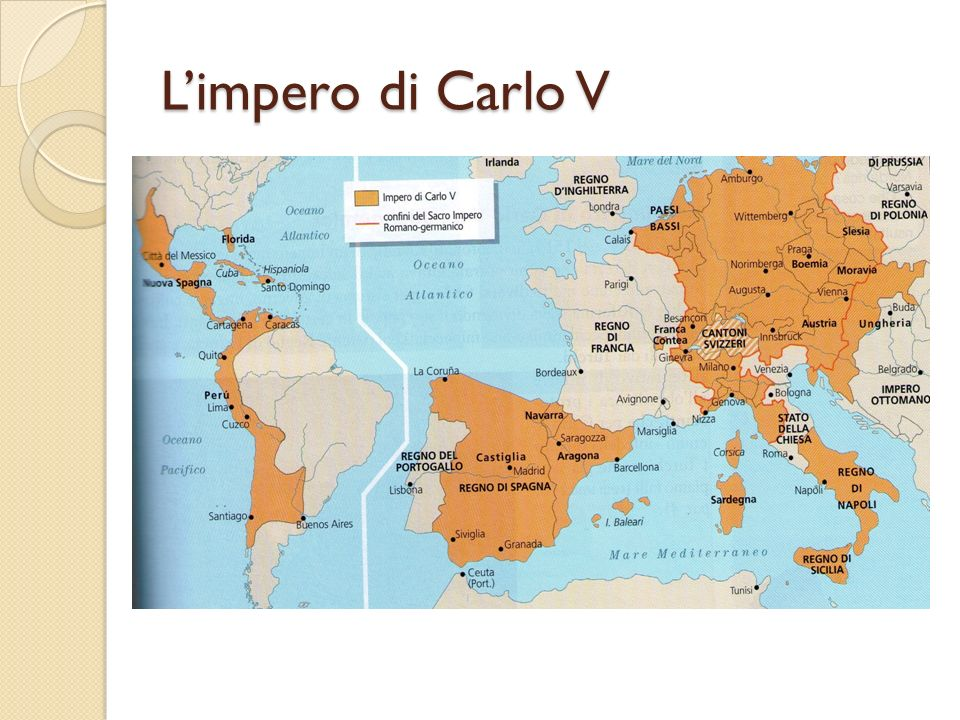 L’impero di Carlo V
Impero di Carlo V
confini del Sacro Impero
Romano-germanico
Oceano
Atlantico
Florida
Città del Messico
Cuba
Hispaniola
Nuova Spagna
Santo Domingo
Cartagena
Caracas
Quito
Perú
Lima
Cuzco
Oceano
Pacifico
Santiago
Buenos Aires
Oceano
Atlantico
Irlanda
Mare del Nord
REGNO
D'INGHILTERRA
Londra
Calais
PAESI
BASSI
Amburgo
Wittemberg
DI PRUSSIA
Varsavia
REGNO
DI POLONIA
Slesia
Praga
Boemia
Moravia
Norimberga
Augusta
Vienna
Parigi
REGNO
DI
FRANCIA
Besançon
Franca
Contea
CANTONI
SVIZZERI
Ginevra
Innsbruck
Austria
Buda
Ungheria
Belgrado
IMPERO
OTTOMANO
Bordeaux
Milano
Venezia
Bologna
Genova
Avignone
Marsiglia
Nizza
STATO
DELLA
CHIESA
Corsica
Roma
La Coruña
Navarra
Saragozza
Castiglia
Aragona
Madrid
Barcellona
REGNO DEL
PORTOGALLO
REGNO DI SPAGNA
Lisbona
Siviglia
Granada
I. Baleari
Sardegna
Napoli
REGNO
DI
NAPOLI
Mare Mediterraneo
REGNO DI
SICILIA
Ceuta
(Port.)
Tunisi